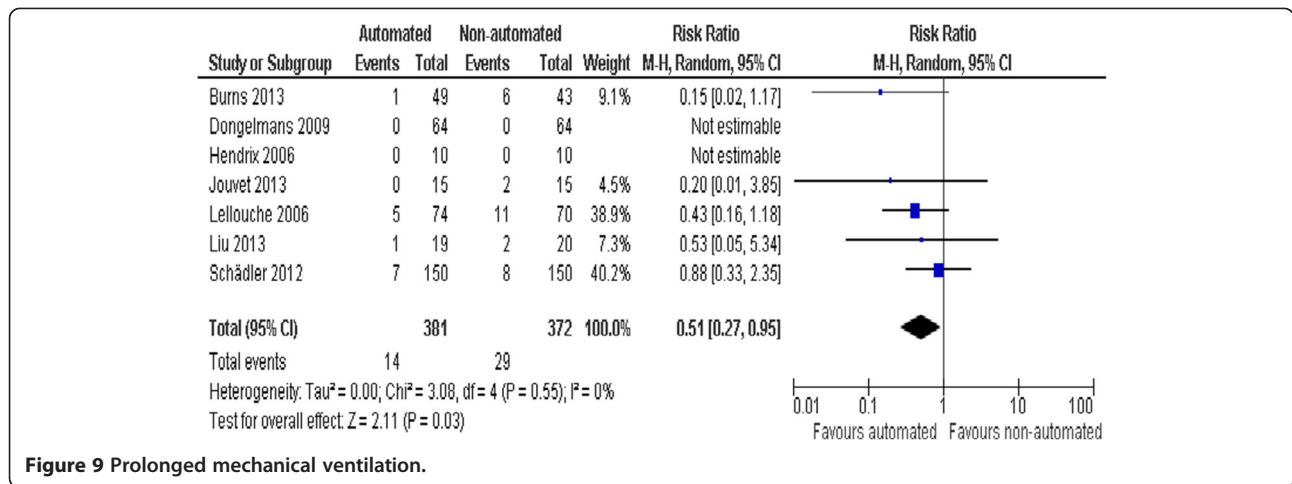 Automated Non-automated Risk Ratio Risk Ratio
Study or Subgroup Events Total Events Total Weight M-H, Random, 95% CI M-H, Random, 95% CI
Burns 2013 1 49 6 43 9.1% 0.15 [0.02, 1.17]
Dongelmans 2009 0 64 0 64 Not estimable
Hendrix 2006 0 10 0 10 Not estimable
Jouvet 2013 0 15 2 15 4.5% 0.20 [0.01, 3.85]
Lellouche 2006 5 74 11 70 38.9% 0.43 [0.16, 1.18]
Liu 2013 1 19 2 20 7.3% 0.53 [0.05, 5.34]
Schädler 2012 7 150 8 150 40.2% 0.88 [0.33, 2.35]
Total (95% CI) 381 372 100.0% 0.51 [0.27, 0.95]
Total events 14 29
Heterogeneity: Tau² = 0.00; Chi² = 3.08, df = 4 (P = 0.55); I² = 0%
Test for overall effect: Z = 2.11 (P = 0.03)
0.01 0.1 1 10 100
Favours automated Favours non-automated
Figure 9 Prolonged mechanical ventilation.